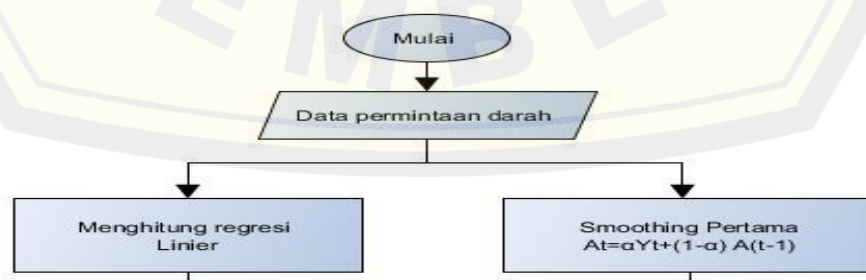 Mulai
Data permintaan darah
Menghitung regresi
Linier
Smoothing Pertama
At=αYt+(1-α) A(t-1)